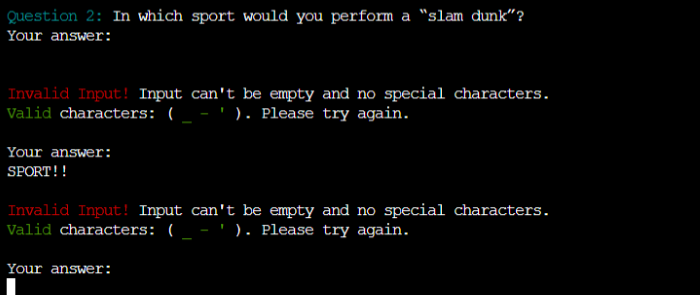 Question 2: In which sport would you perform a “slam dunk”?
Your answer:
Invalid Input! Input can't be empty and no special characters.
Valid characters: ( _ - ' ). Please try again.
Your answer:
SPORT!!
Invalid Input! Input can't be empty and no special characters.
Valid characters: ( _ - ' ). Please try again.
Your answer: